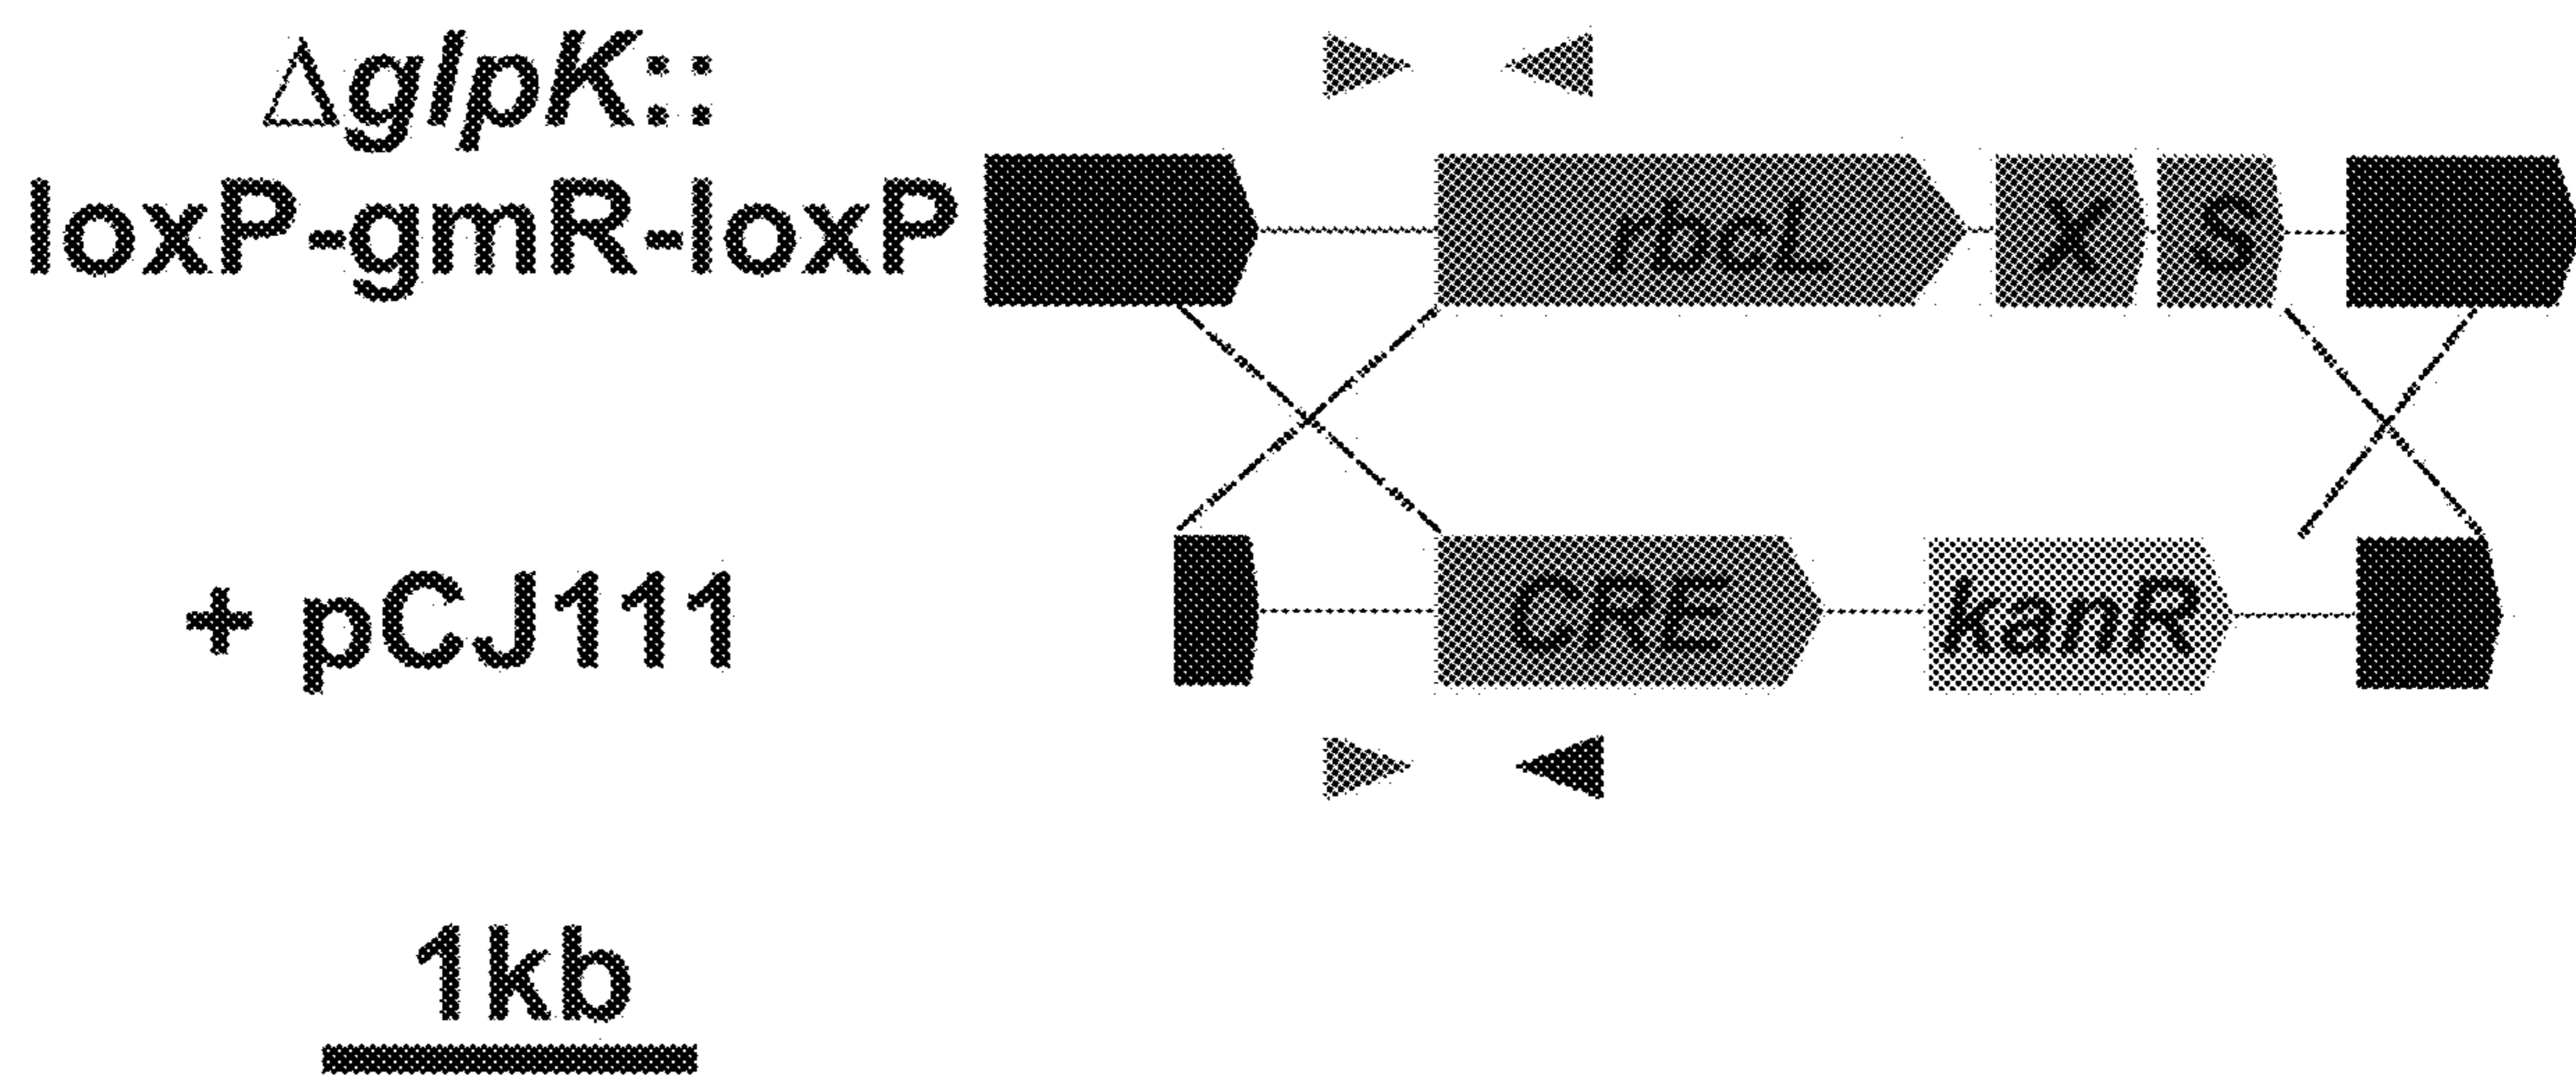 ΔglpK::
loxP-gmR-loxP
rbcL X S
+ pCJ111
CRE kanR
1kb